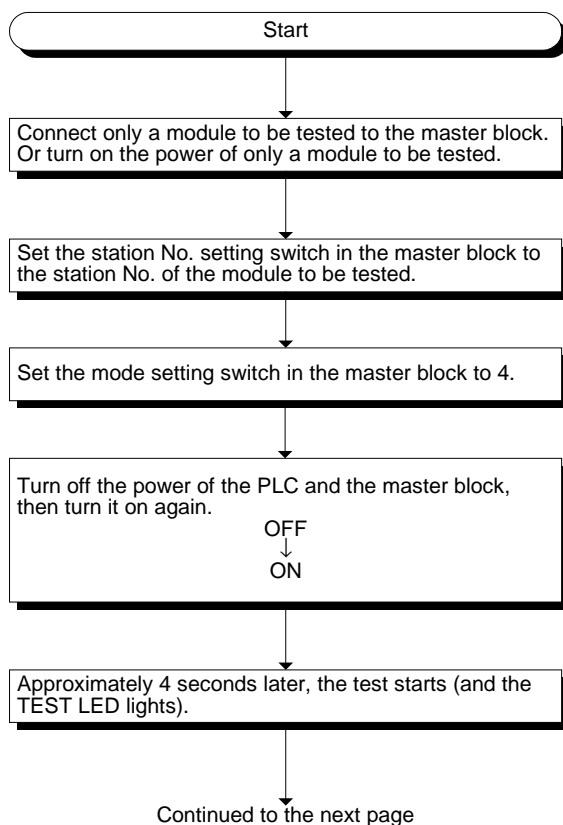 Start
Connect only a module to be tested to the master block.
Or turn on the power of only a module to be tested.
Set the station No. setting switch in the master block to
the station No. of the module to be tested.
Set the mode setting switch in the master block to 4.
Turn off the power of the PLC and the master block,
then turn it on again.
OFF
↓
ON
Approximately 4 seconds later, the test starts (and the
TEST LED lights).
Continued to the next page